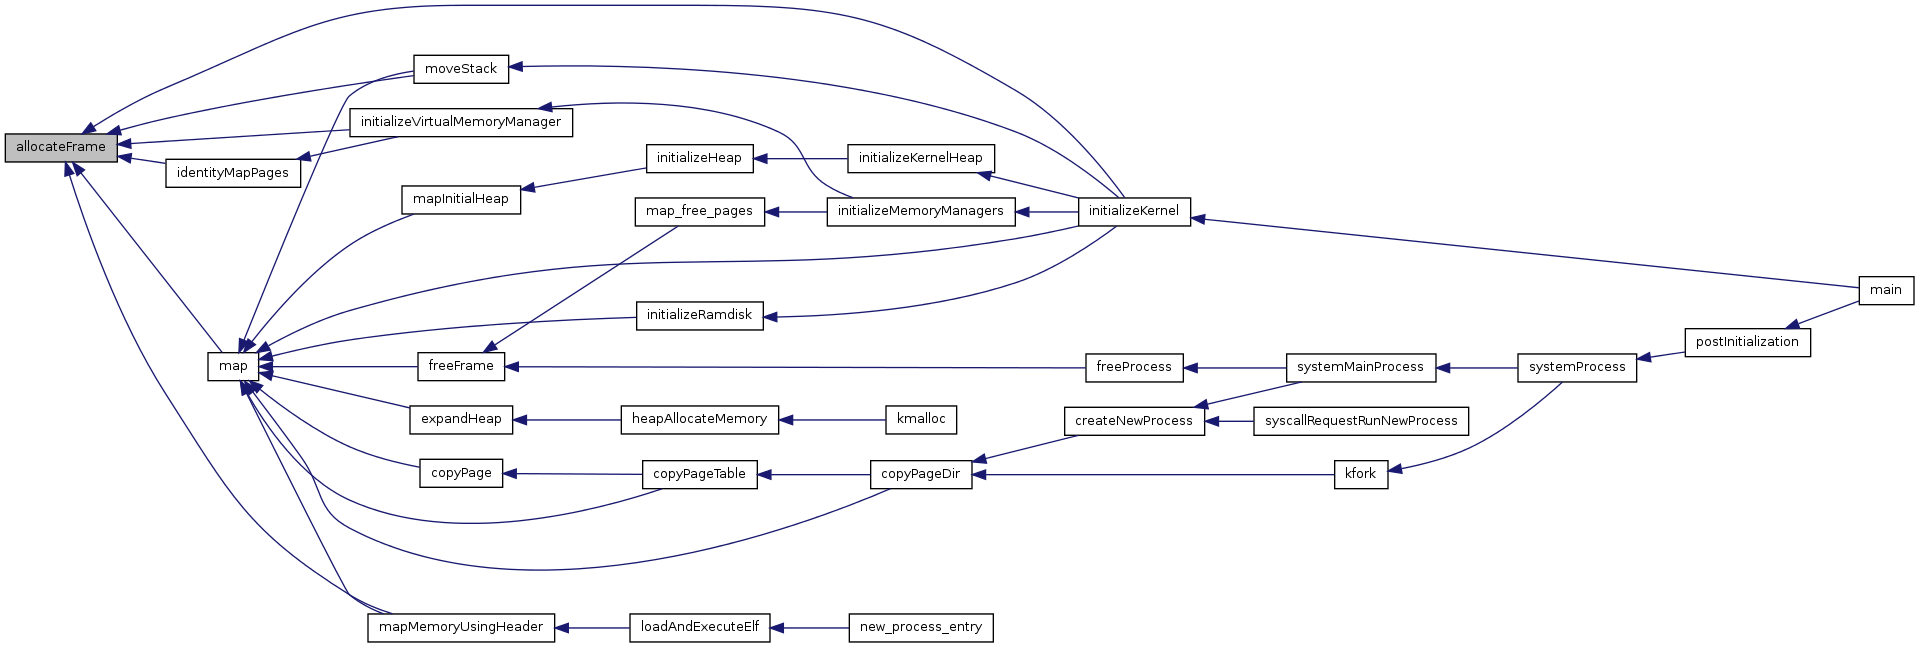 allocateFrame
moveStack
initializeVirtualMemoryManager
identityMapPages
mapInitialHeap
initializeHeap
initializeKernelHeap
map_free_pages
initializeMemoryManagers
initializeKernel
main
initializeRamdisk
postInitialization
map
freeFrame
freeProcess
systemMainProcess
systemProcess
expandHeap
heapAllocateMemory
kmalloc
createNewProcess
syscallRequestRunNewProcess
copyPage
copyPageTable
copyPageDir
kfork
mapMemoryUsingHeader
loadAndExecuteElf
new_process_entry